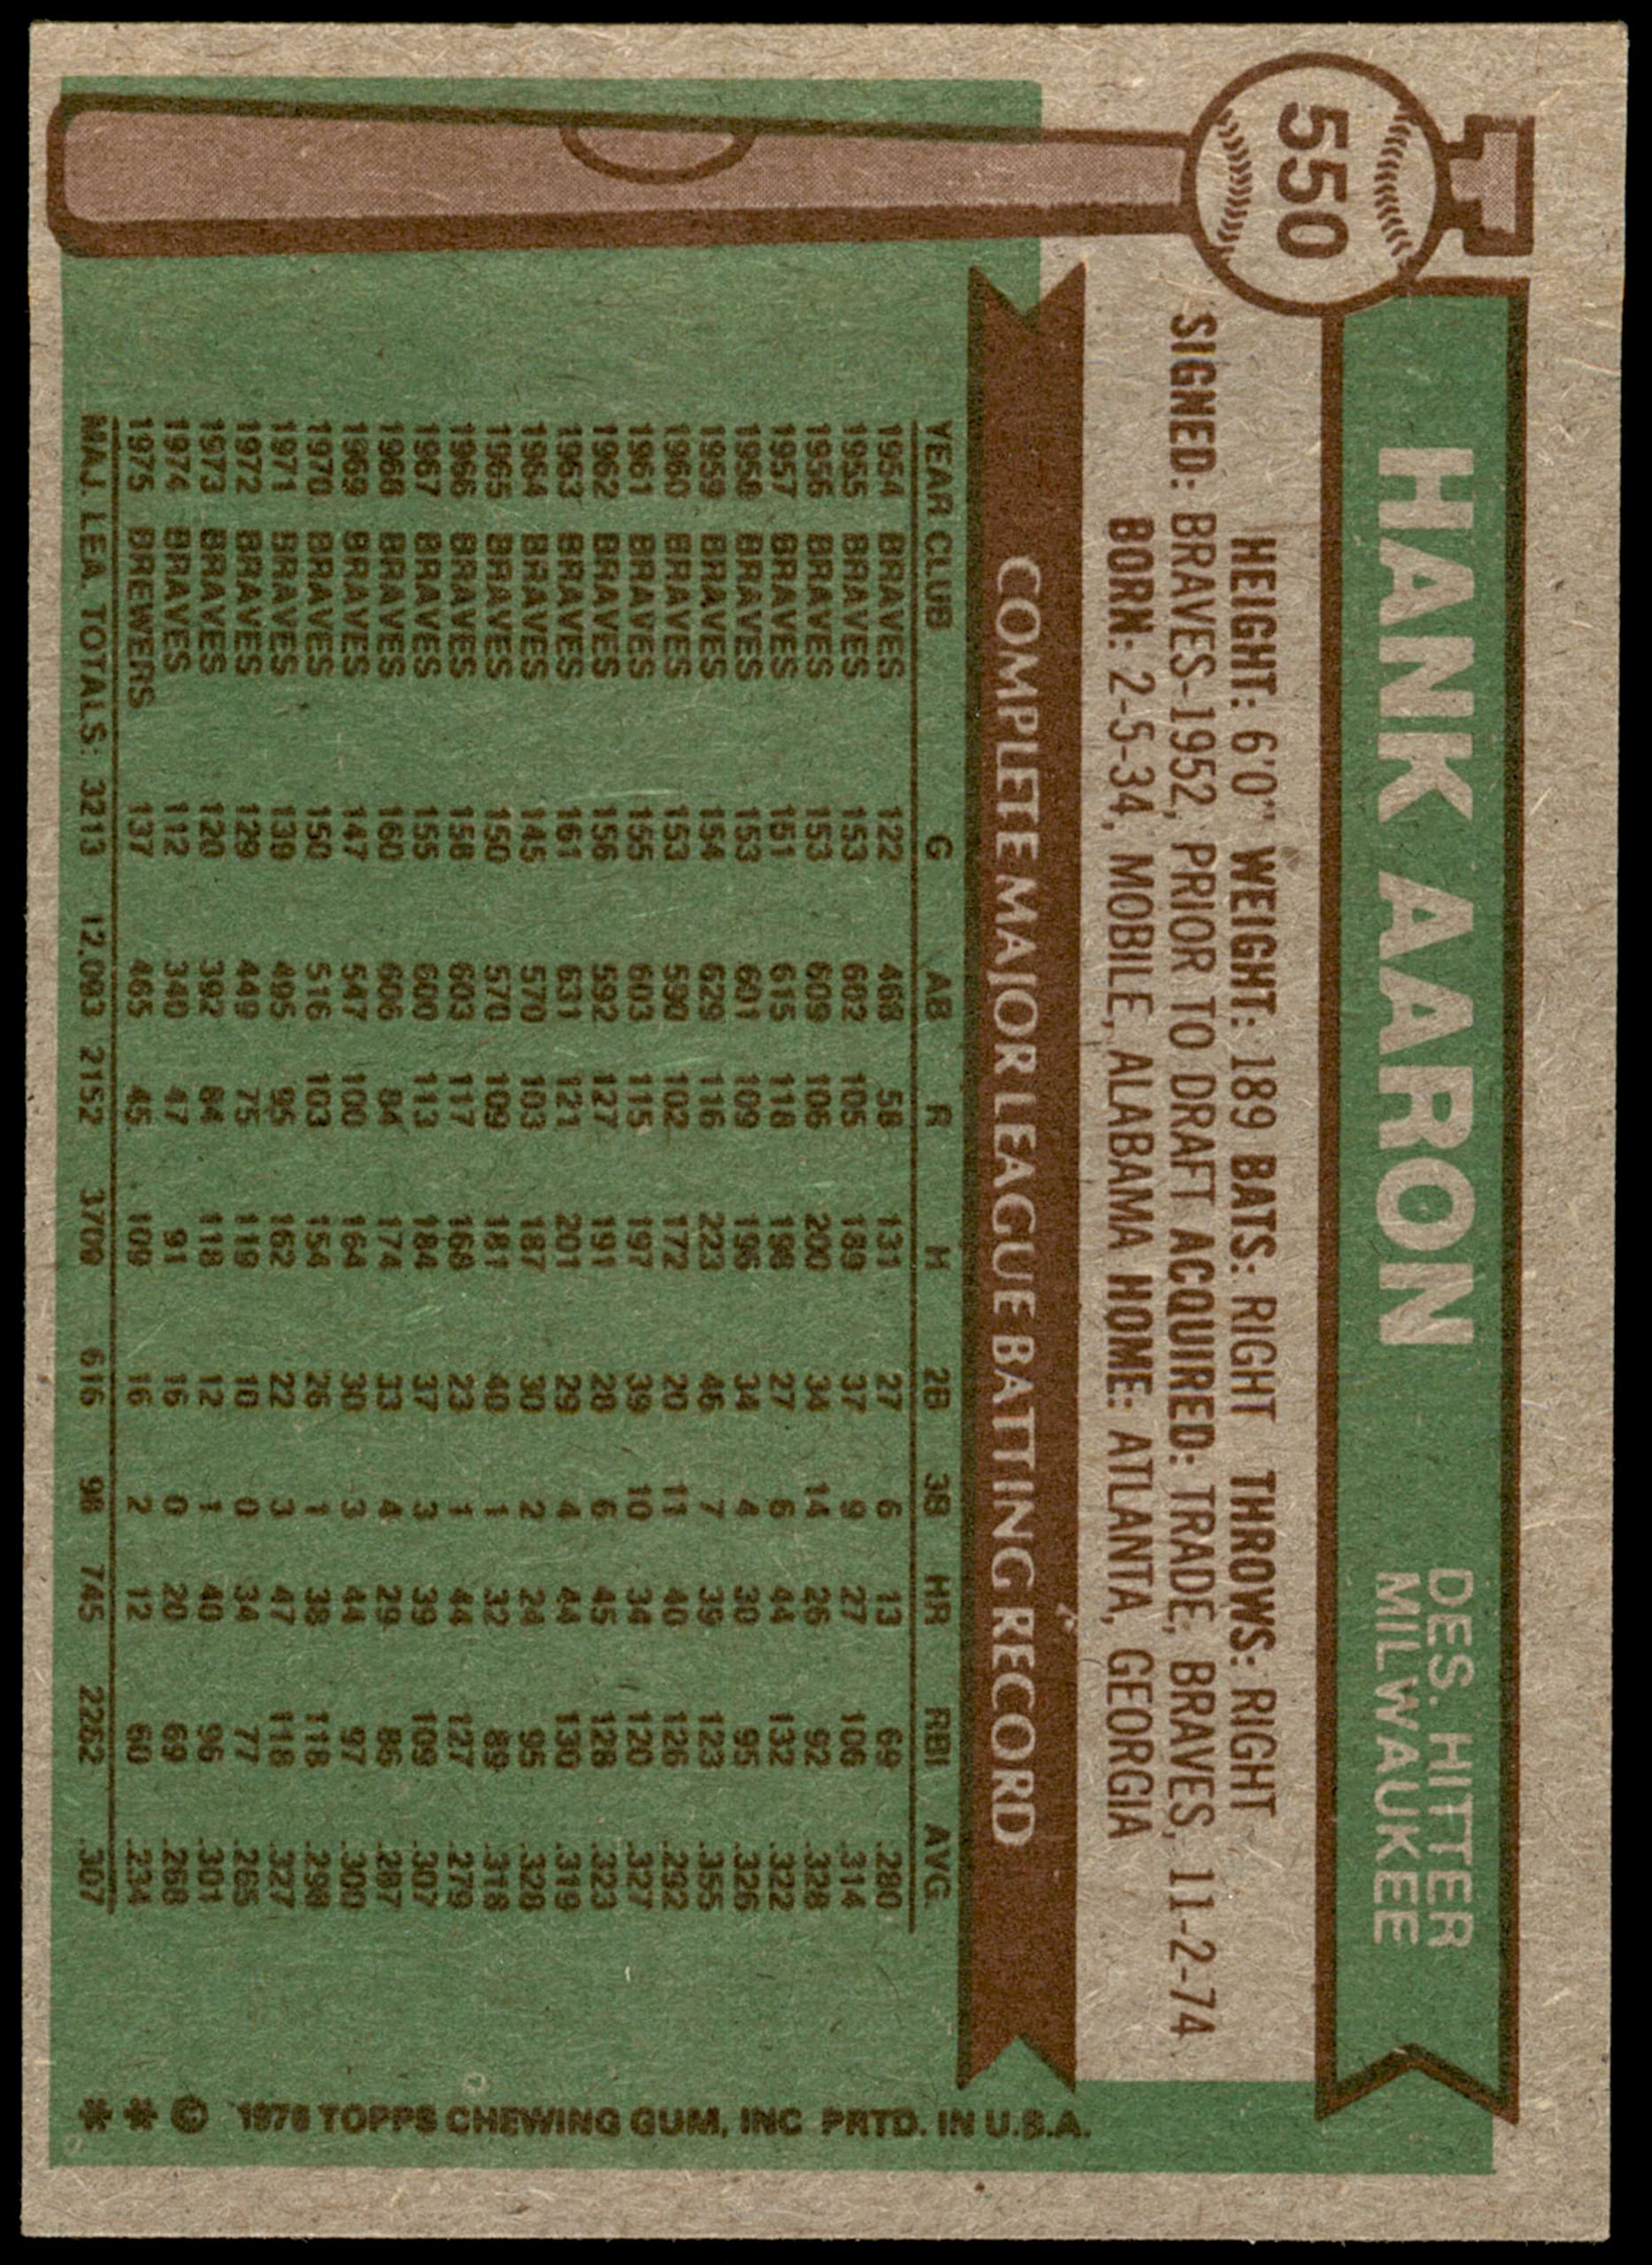 550
HANK AARON
DES. HITTER
MILWAUKEE
HEIGHT: 6'0" WEIGHT: 189 BATS: RIGHT THROWS: RIGHT
SIGNED: BRAVES-1952, PRIOR TO DRAFT ACQUIRED: TRADE, BRAVES, 11-2-74
BORN: 2-5-34, MOBILE, ALABAMA HOME: ATLANTA, GEORGIA
COMPLETE MAJOR LEAGUE BATTING RECORD
YEAR CLUB G AB R H 2B 3B HR RBI AVG.
1954 BRAVES 122 468 58 131 27 6 13 69 .280
1955 BRAVES 153 602 105 189 37 9 27 106 .314
1956 BRAVES 153 609 106 200 34 14 26 92 .328
1957 BRAVES 151 615 118 198 27 6 44 132 .322
1958 BRAVES 153 601 109 196 34 4 30 95 .326
1959 BRAVES 154 629 116 223 46 7 39 123 .355
1960 BRAVES 153 590 102 172 20 11 40 126 .292
1961 BRAVES 155 603 115 197 39 10 34 120 .327
1962 BRAVES 156 592 127 191 28 6 45 128 .323
1963 BRAVES 161 631 121 201 29 4 44 130 .319
1964 BRAVES 145 570 103 187 30 2 24 95 .328
1965 BRAVES 150 570 109 181 40 1 32 89 .318
1966 BRAVES 158 603 117 168 23 1 44 127 .279
1967 BRAVES 155 600 113 184 37 3 39 109 .307
1968 BRAVES 160 606 84 174 33 4 29 86 .287
1969 BRAVES 147 547 100 164 30 3 44 97 .300
1970 BRAVES 150 516 103 154 26 1 38 118 .298
1971 BRAVES 139 495 95 162 22 3 47 118 .327
1972 BRAVES 129 449 75 119 10 0 34 77 .265
1973 BRAVES 120 392 84 118 12 1 40 96 .301
1974 BRAVES 112 340 47 91 16 0 20 69 .268
1975 BREWERS 137 465 45 109 16 2 12 60 .234
MAJ. LEA. TOTALS: 3213 12,093 2152 3709 616 98 745 2262 .307
** © 1976 TOPPS CHEWING GUM, INC PRTD. IN U.S.A.